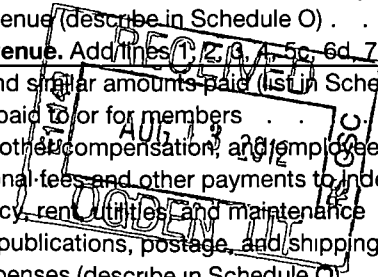 enue (describe in Schedule O) . .
venue. Add lines 1, 2, 3, 4, 5c, 6d, 7
nd similar amounts paid (list in Sche
paid to or for members . . .
other compensation, and employee
nal fees and other payments to inde
cy, rent, utilities, and maintenance
publications, postage, and shipping
penses (describe in Schedule O)
RECEIVED
AUG 13 2012
OGDEN, UT